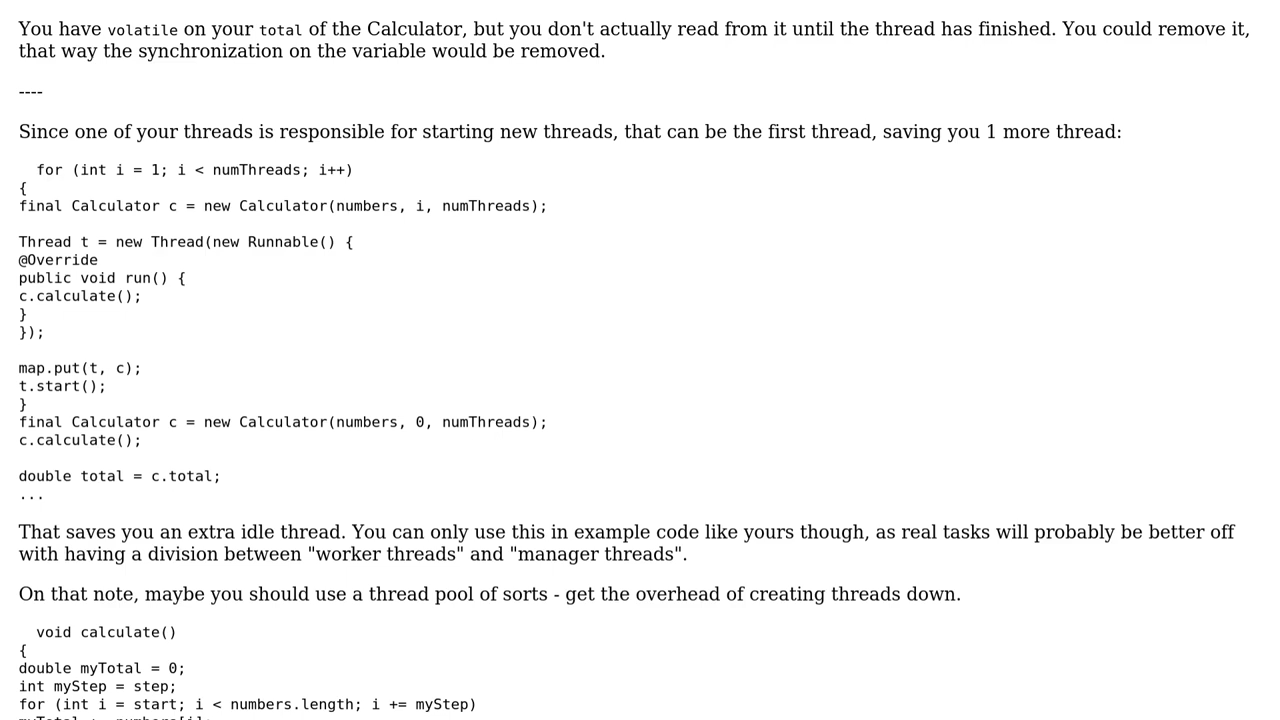 You have volatile on your total of the Calculator, but you don't actually read from it until the thread has finished. You could remove it,
that way the synchronization on the variable would be removed.
----
Since one of your threads is responsible for starting new threads, that can be the first thread, saving you 1 more thread:
for (int i = 1; i < numThreads; i++)
{
final Calculator c = new Calculator(numbers, i, numThreads);
Thread t = new Thread(new Runnable() {
@Override
public void run() {
c.calculate();
}
});
map.put(t, c);
t.start();
}
final Calculator c = new Calculator(numbers, 0, numThreads);
c.calculate();
double total = c.total;
...
That saves you an extra idle thread. You can only use this in example code like yours though, as real tasks will probably be better off
with having a division between "worker threads" and "manager threads".
On that note, maybe you should use a thread pool of sorts - get the overhead of creating threads down.
void calculate()
{
double myTotal = 0;
int myStep = step;
for (int i = start; i < numbers.length; i += myStep)